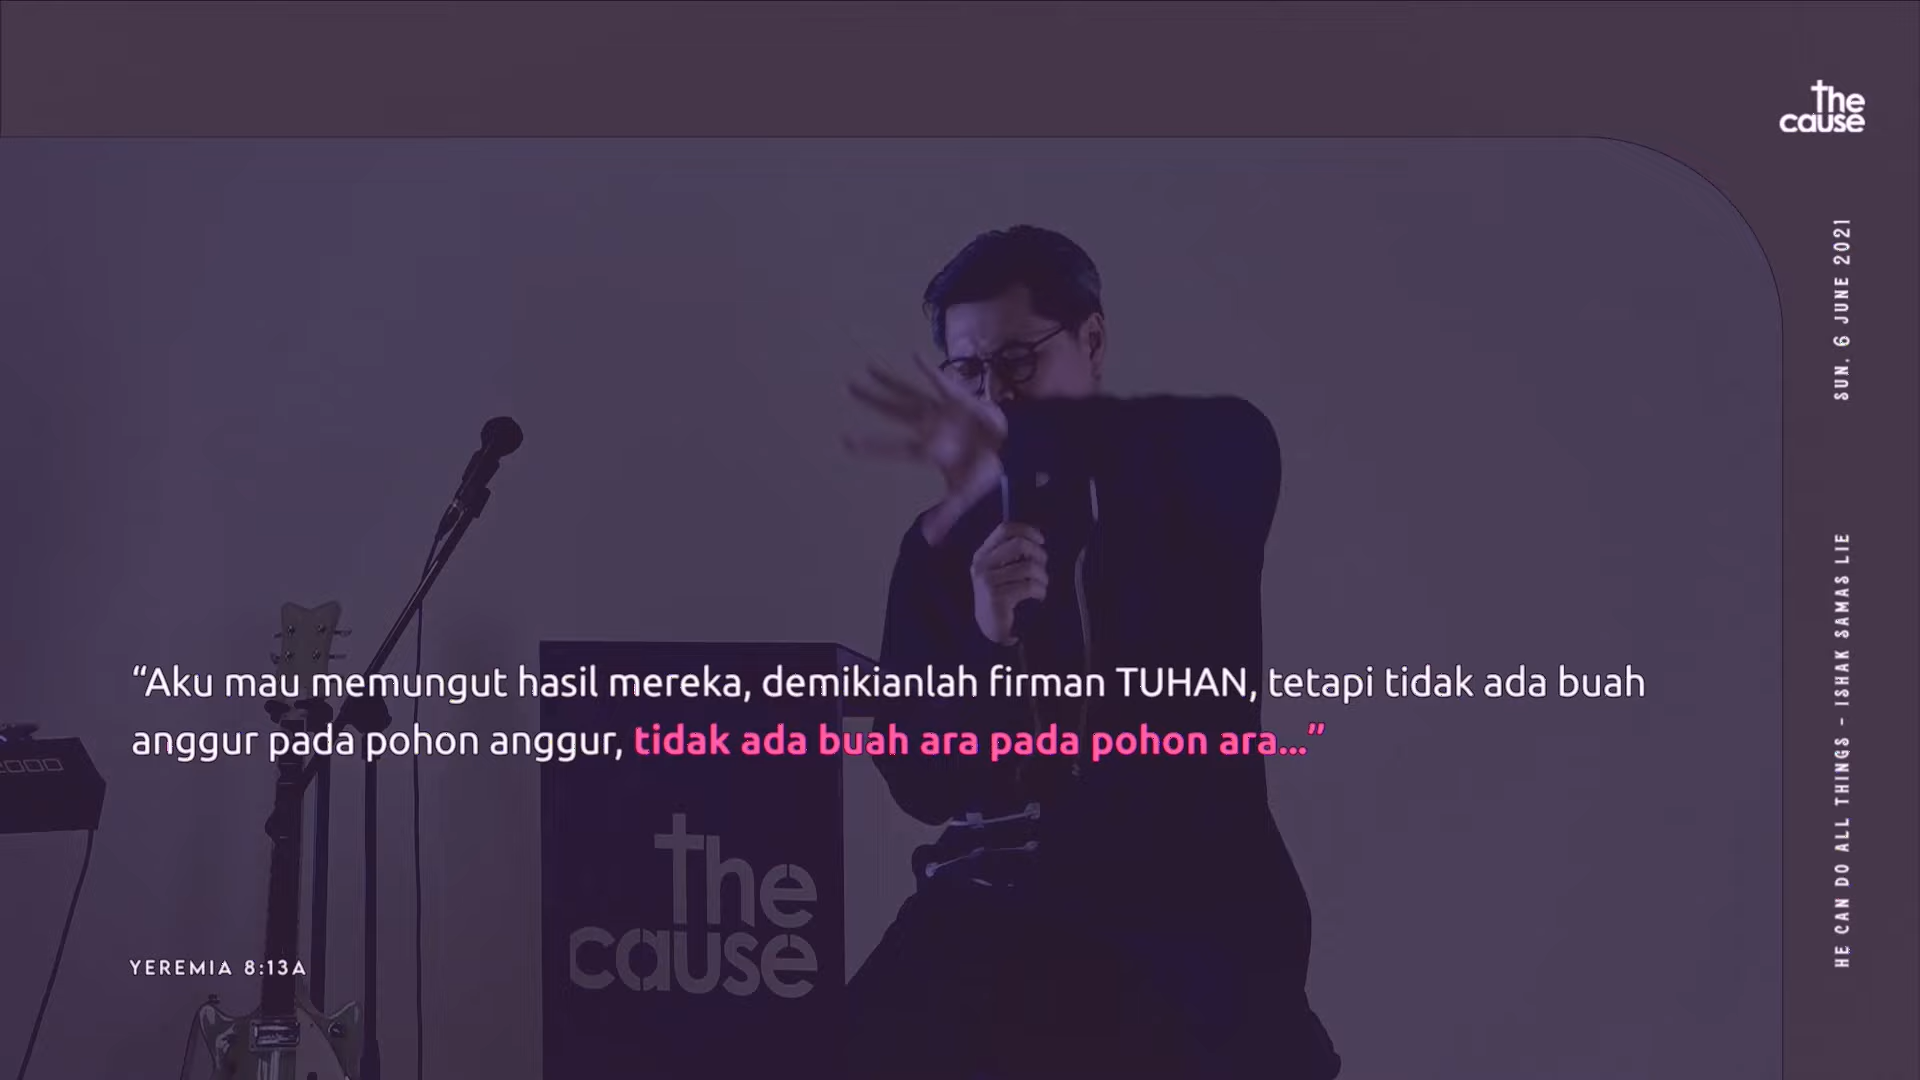 the
cause
SUN. 6 JUNE 2021
HE CAN DO ALL THINGS - ISHAK SAMAS LIE
“Aku mau memungut hasil mereka, demikianlah firman TUHAN, tetapi tidak ada buah
anggur pada pohon anggur, tidak ada buah ara pada pohon ara...”
2000
the
cause
YEREMIA 8:13A